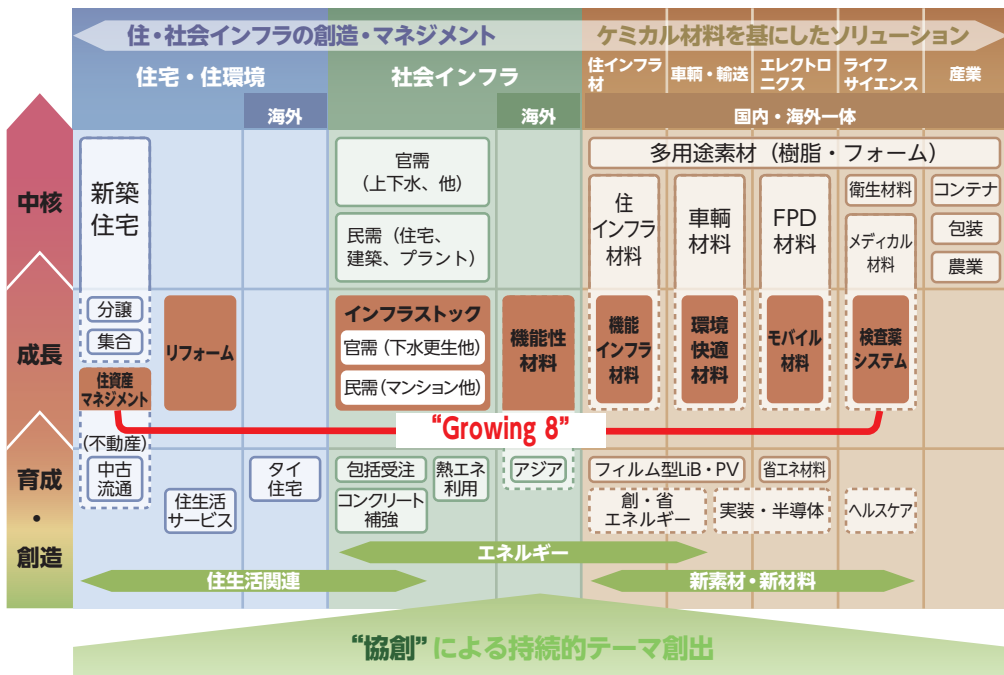 住・社会インフラの創造・マネジメント
ケミカル材料を基にしたソリューション
住宅・住環境
社会インフラ
住インフラ
材
車輌・輸送
エレクトロ
ニクス
ライフ
サイエンス
産業
海外
海外
国内・海外一体
中核
新築
住宅
官需
(上下水、他)
民需(住宅、
建築、プラント)
多用途素材(樹脂・フォーム)
住
インフラ
材料
車輌
材料
FPD
材料
衛生材料
メディカル
材料
コンテナ
包装
農業
成長
分譲
集合
住資産
マネジメント
リフォーム
インフラストック
官需(下水更生他)
民需(マンション他)
機能性
材料
機能
インフラ
材料
環境
快適
材料
モバイル
材料
検査薬
システム
“Growing 8”
育成
・
創造
(不動産)
中古
流通
住生活
サービス
タイ
住宅
包括受注
コンクリート
補強
熱エネ
利用
アジア
フィルム型LiB・PV
省エネ材料
創・省
エネルギー
実装・半導体
ヘルスケア
エネルギー
住生活関連
新素材・新材料
“協創”による持続的テーマ創出